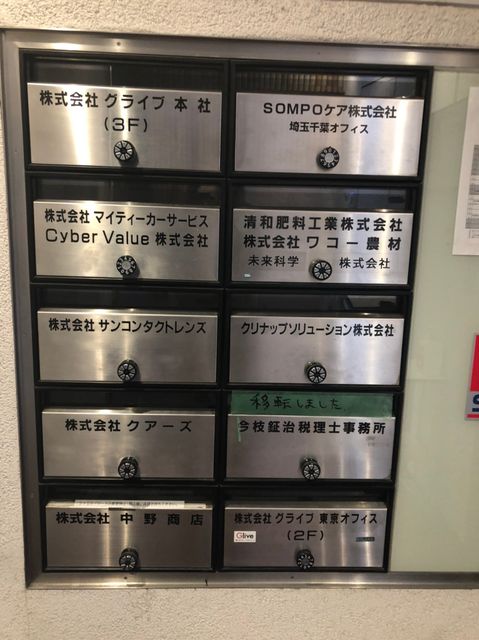 株式会社 グライブ 本 社
(3F)
SOMPOケア株式会社
埼玉千葉オフィス
株式会社 マイティーカーサービス
Cyber Value 株式会社
清和肥料工業株式会社
株式会社 ワコー農材
未来科学 株式会社
株式会社 サンコンタクトレンズ
クリナップソリューション株式会社
株式会社 クアーズ
移転しました
今枝鉦治税理士事務所
株式会社 中野商店
株式会社 グライブ 東京オフィス
(2F)
Glive